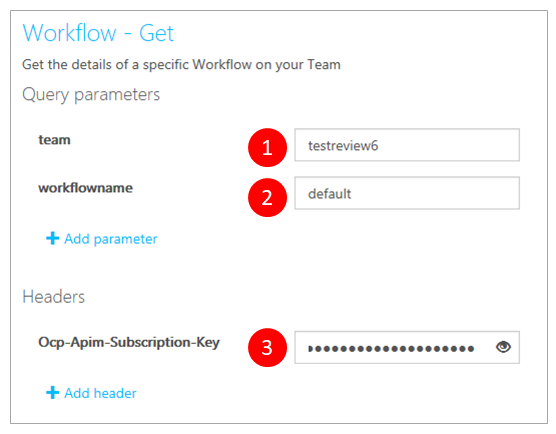 Workflow - Get
Get the details of a specific Workflow on your Team
Query parameters
team 1 testreview6
workflowname 2 default
Add parameter
Headers
Ocp-Apim-Subscription-Key 3 ••••••••••••••••••••
Add header